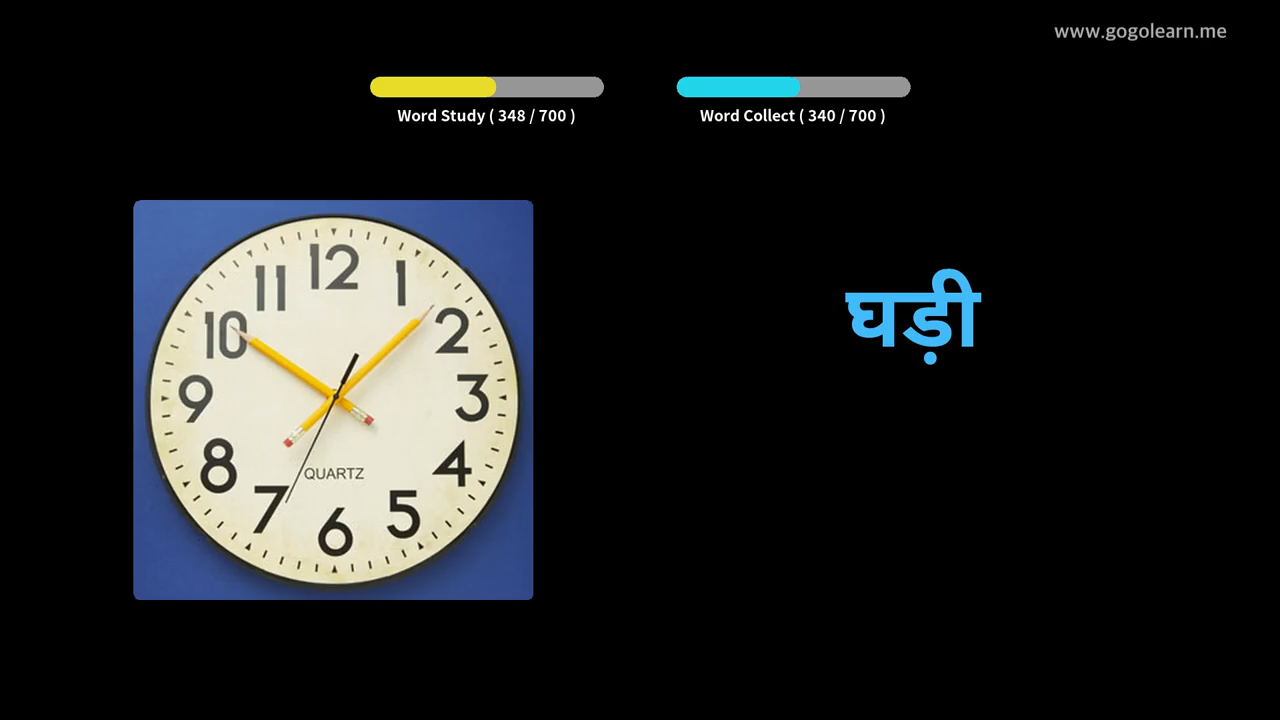 www.gogolearn.me
Word Study ( 348 / 700 )
Word Collect ( 340 / 700 )
12
11
1
10
2
9
3
8
4
QUARTZ
7
5
6
घड़ी